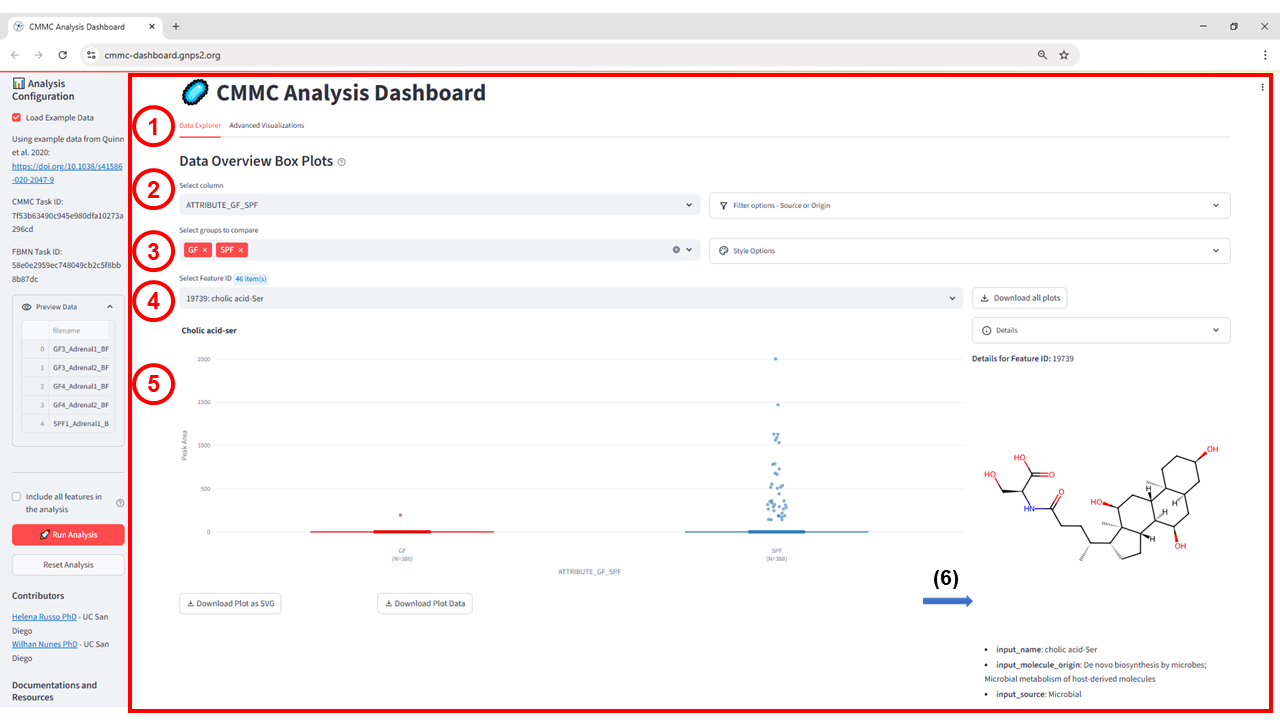 CMMC Analysis Dashboard
cmmc-dashboard.gnps2.org
Analysis
Configuration
Load Example Data
Using example data from Quinn
et al. 2020:
https://doi.org/10.1038/s41586
-020-2047-9
CMMC Task ID:
7f53b63490c945e980dfa10273a
296cd
FBMN Task ID:
58e0e2959ec748049cb2c5f8bb
8b87dc
Preview Data
filename
0 GF3_Adrenal1_BF
1 GF3_Adrenal2_BF
2 GF4_Adrenal1_BF
3 GF4_Adrenal2_BF
4 SPF1_Adrenal1_B
Include all features in
the analysis
Run Analysis
Reset Analysis
Contributors
Helena Russo PhD - UC San
Diego
Wilhan Nunes PhD - UC San
Diego
Documentations and
Resources
CMMC Analysis Dashboard
1
Data Explorer Advanced Visualizations
Data Overview Box Plots
2
Select column
ATTRIBUTE_GF_SPF
Filter options - Source or Origin
3
Select groups to compare
GF × SPF ×
Style Options
4
Select Feature ID 46 item(s)
19739: cholic acid-Ser
Download all plots
Details
5
Cholic acid-ser
Peak Area
2000
1500
1000
500
0
GF
(N=386)
SPF
(N=388)
ATTRIBUTE_GF_SPF
Download Plot as SVG
Download Plot Data
Details for Feature ID: 19739
HO
HO
O
O
HN
HO
H
H
H
H
OH
OH
(6)
• input_name: cholic acid-Ser
• input_molecule_origin: De novo biosynthesis by microbes;
Microbial metabolism of host-derived molecules
• input_source: Microbial